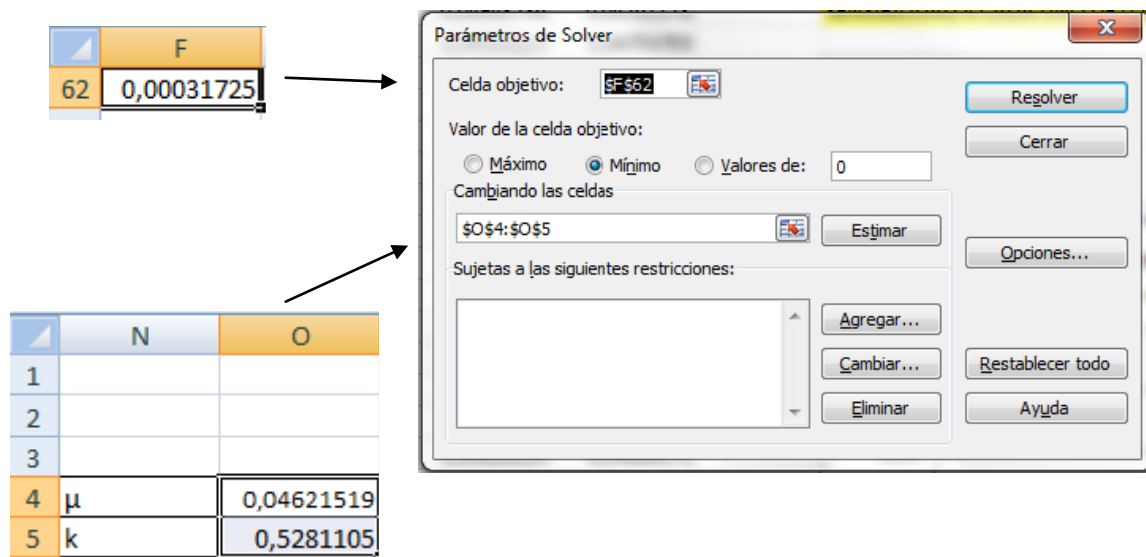 F
62 0,00031725
Parámetros de Solver
Celda objetivo: $F$62
Resolver
Valor de la celda objetivo:
Cerrar
Máximo Mínimo Valores de: 0
Cambiando las celdas
$O$4:$O$5 Estimar
Opciones...
Sujetas a las siguientes restricciones:
Agregar...
Cambiar... Restablecer todo
Eliminar Ayuda
N O
1
2
3
4 μ 0,04621519
5 k 0,5281105